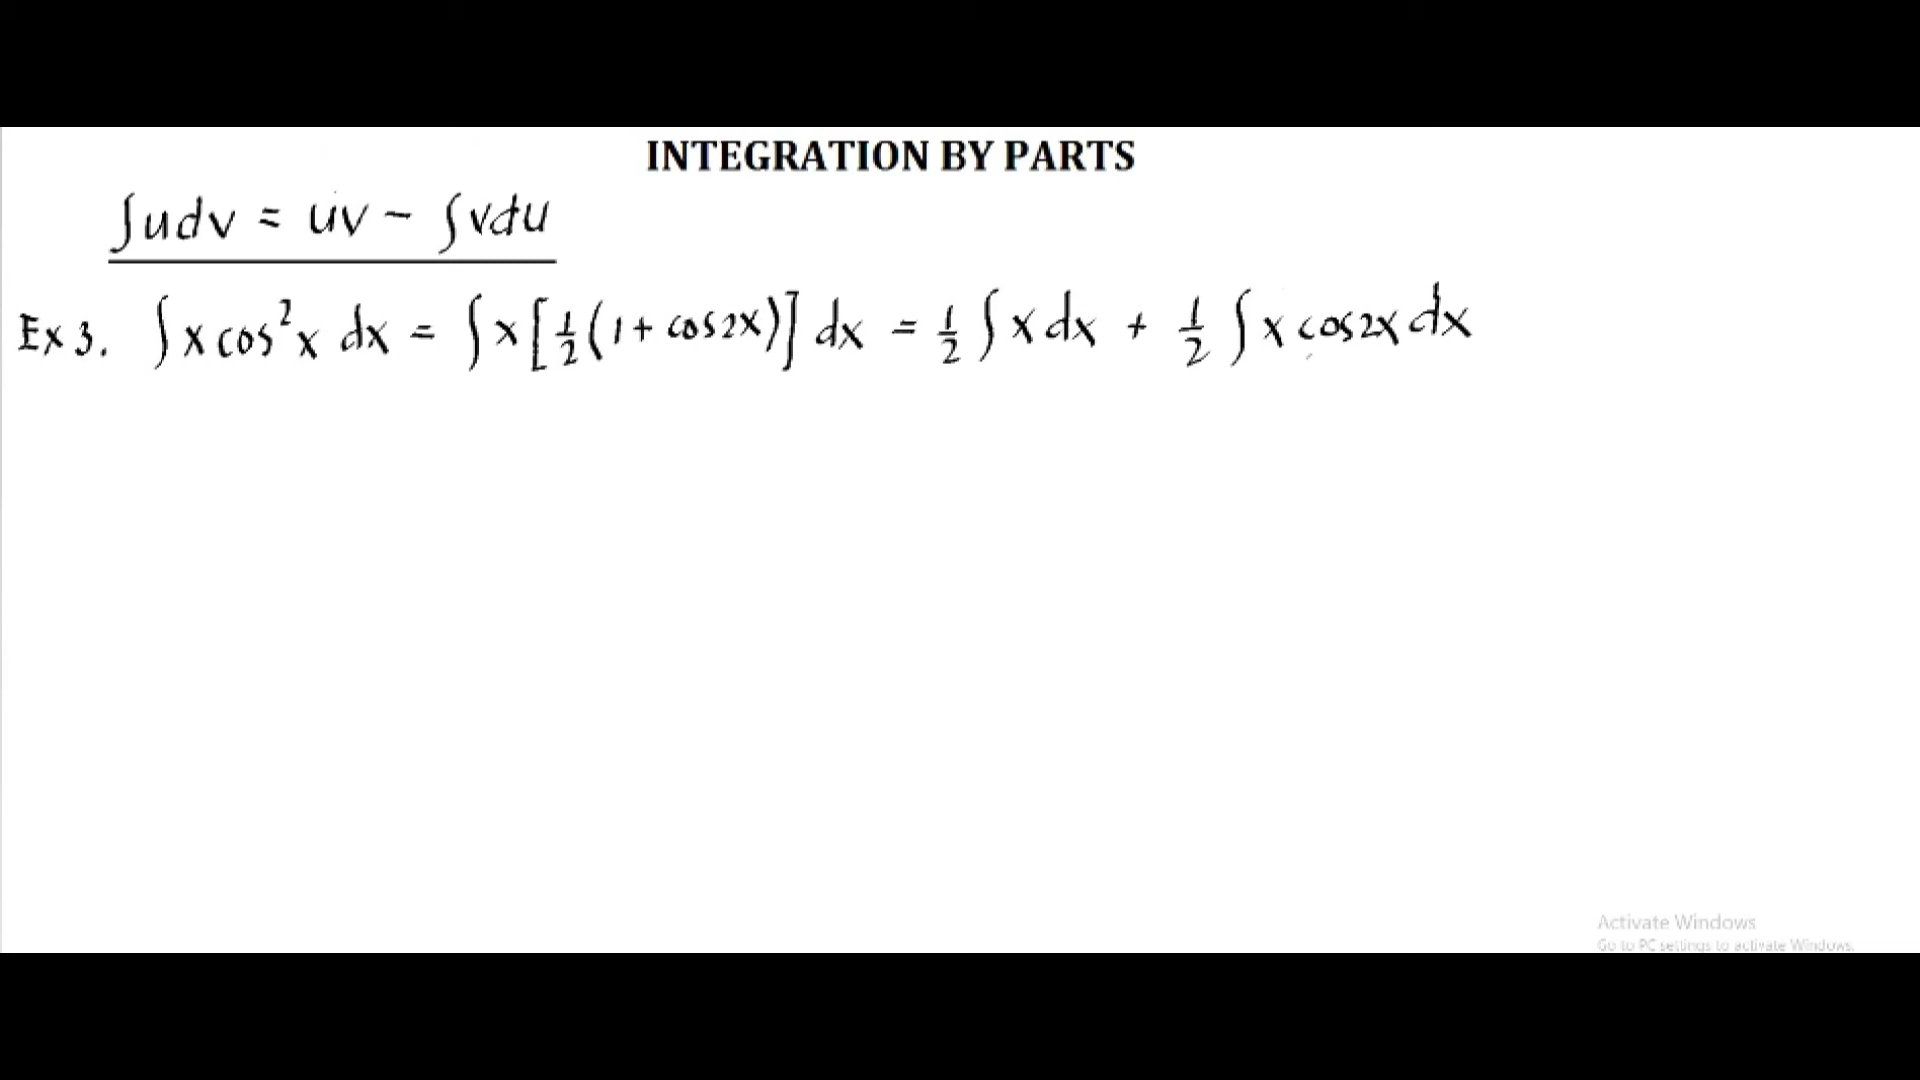 INTEGRATION BY PARTS
∫udv = uv - ∫vdu
Ex 3. ∫x cos²x dx = ∫x[½(1 + cos2x)] dx = ½∫x dx + ½∫x cos2x dx
Activate Windows
Go to PC settings to activate Windows.